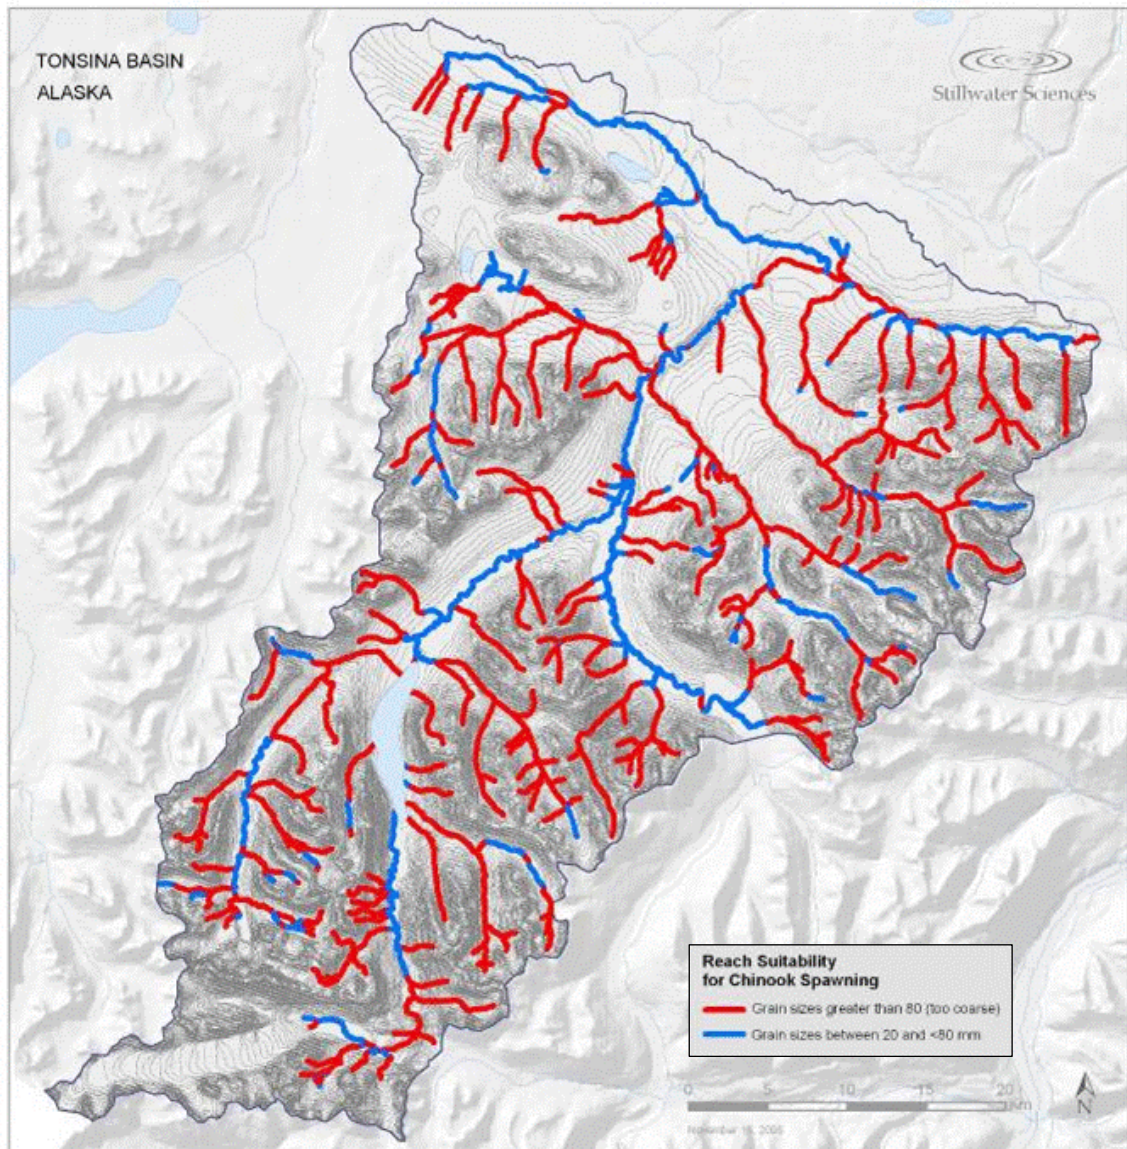 TONSINA BASIN
ALASKA
Stillwater Sciences
Reach Suitability
for Chinook Spawning
Grain sizes greater than 80 (too coarse)
Grain sizes between 20 and <80 mm
0 5 10 15 20
Km
N